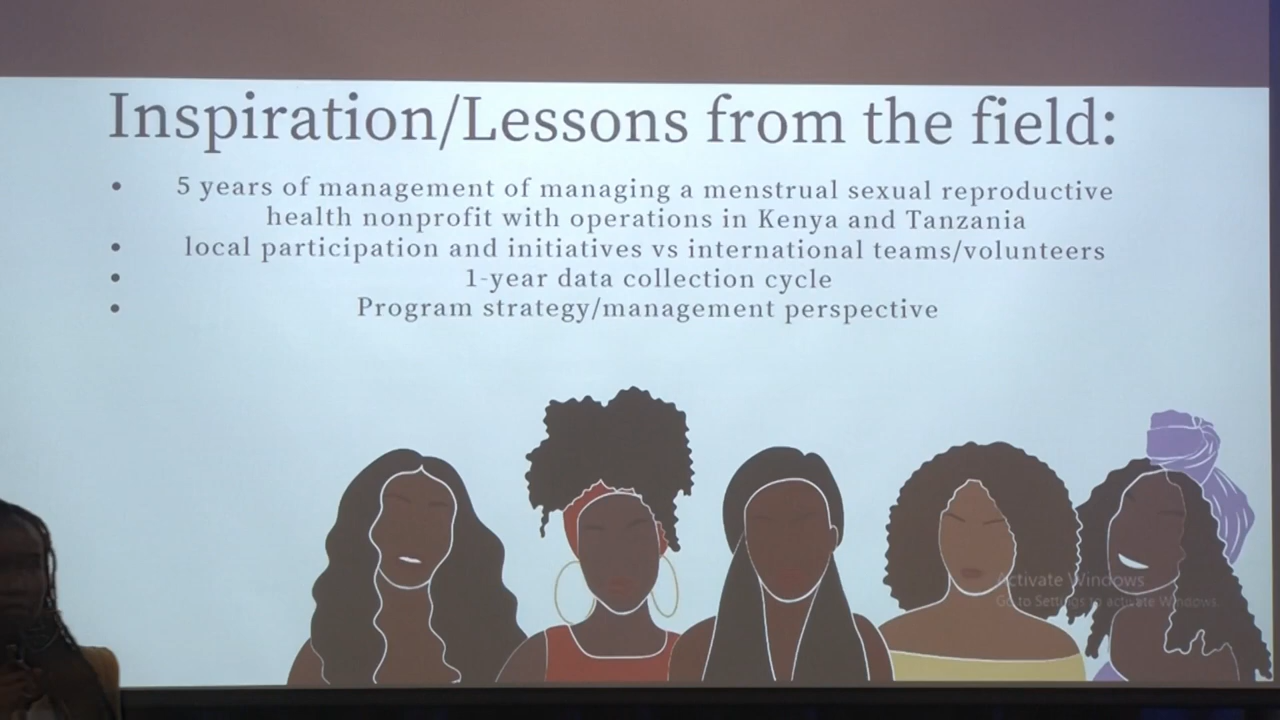 Inspiration/Lessons from the field:
• 5 years of management of managing a menstrual sexual reproductive
health nonprofit with operations in Kenya and Tanzania
• local participation and initiatives vs international teams/volunteers
• 1-year data collection cycle
• Program strategy/management perspective
Activate Windows
Go to Settings to activate Windows.